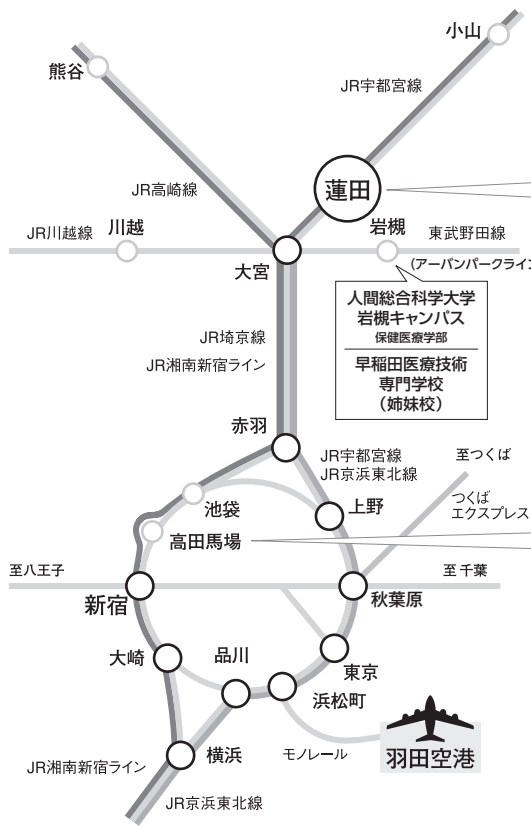 小山
熊谷
JR宇都宮線
蓮田
JR高崎線
JR川越線
川越
岩槻
東武野田線
(アーバンパークライン
大宮
人間総合科学大学
岩槻キャンパス
保健医療学部
早稲田医療技術
専門学校
（姉妹校）
JR埼京線
JR湘南新宿ライン
赤羽
JR宇都宮線
JR京浜東北線
至つくば
つくば
エクスプレス
池袋
上野
高田馬場
至八王子
至千葉
新宿
秋葉原
大崎
品川
東京
浜松町
横浜
モノレール
羽田空港
JR湘南新宿ライン
JR京浜東北線